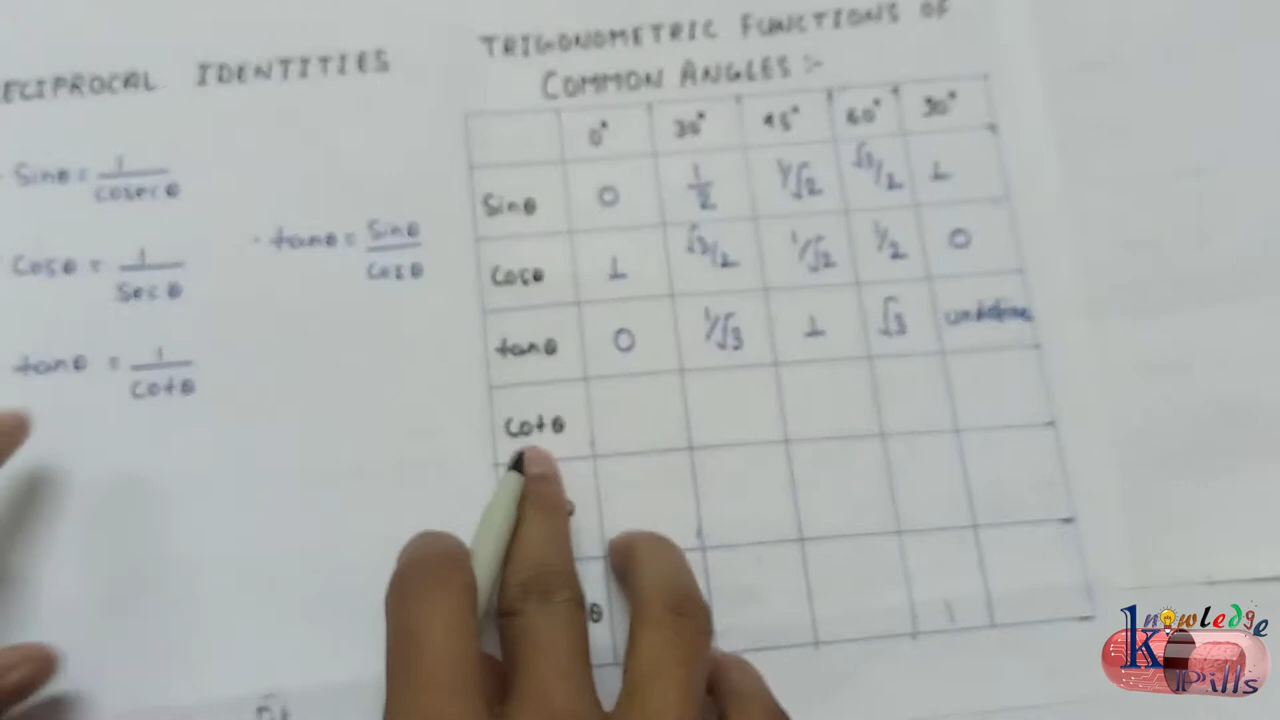 ECIPROCAL IDENTITIES
Sinθ = 1/cosecθ
Cosθ = 1/Secθ
tanθ = 1/Cotθ
· tanθ = Sinθ/Cosθ
TRIGONOMETRIC FUNCTIONS OF
COMMON ANGLES :-
0° 30° 45° 60° 90°
Sinθ 0 1/2 1/√2 √3/2 1
Cosθ 1 √3/2 1/√2 1/2 0
tanθ 0 1/√3 1 √3 undefine
Cotθ
θ
Knowledge
Pills